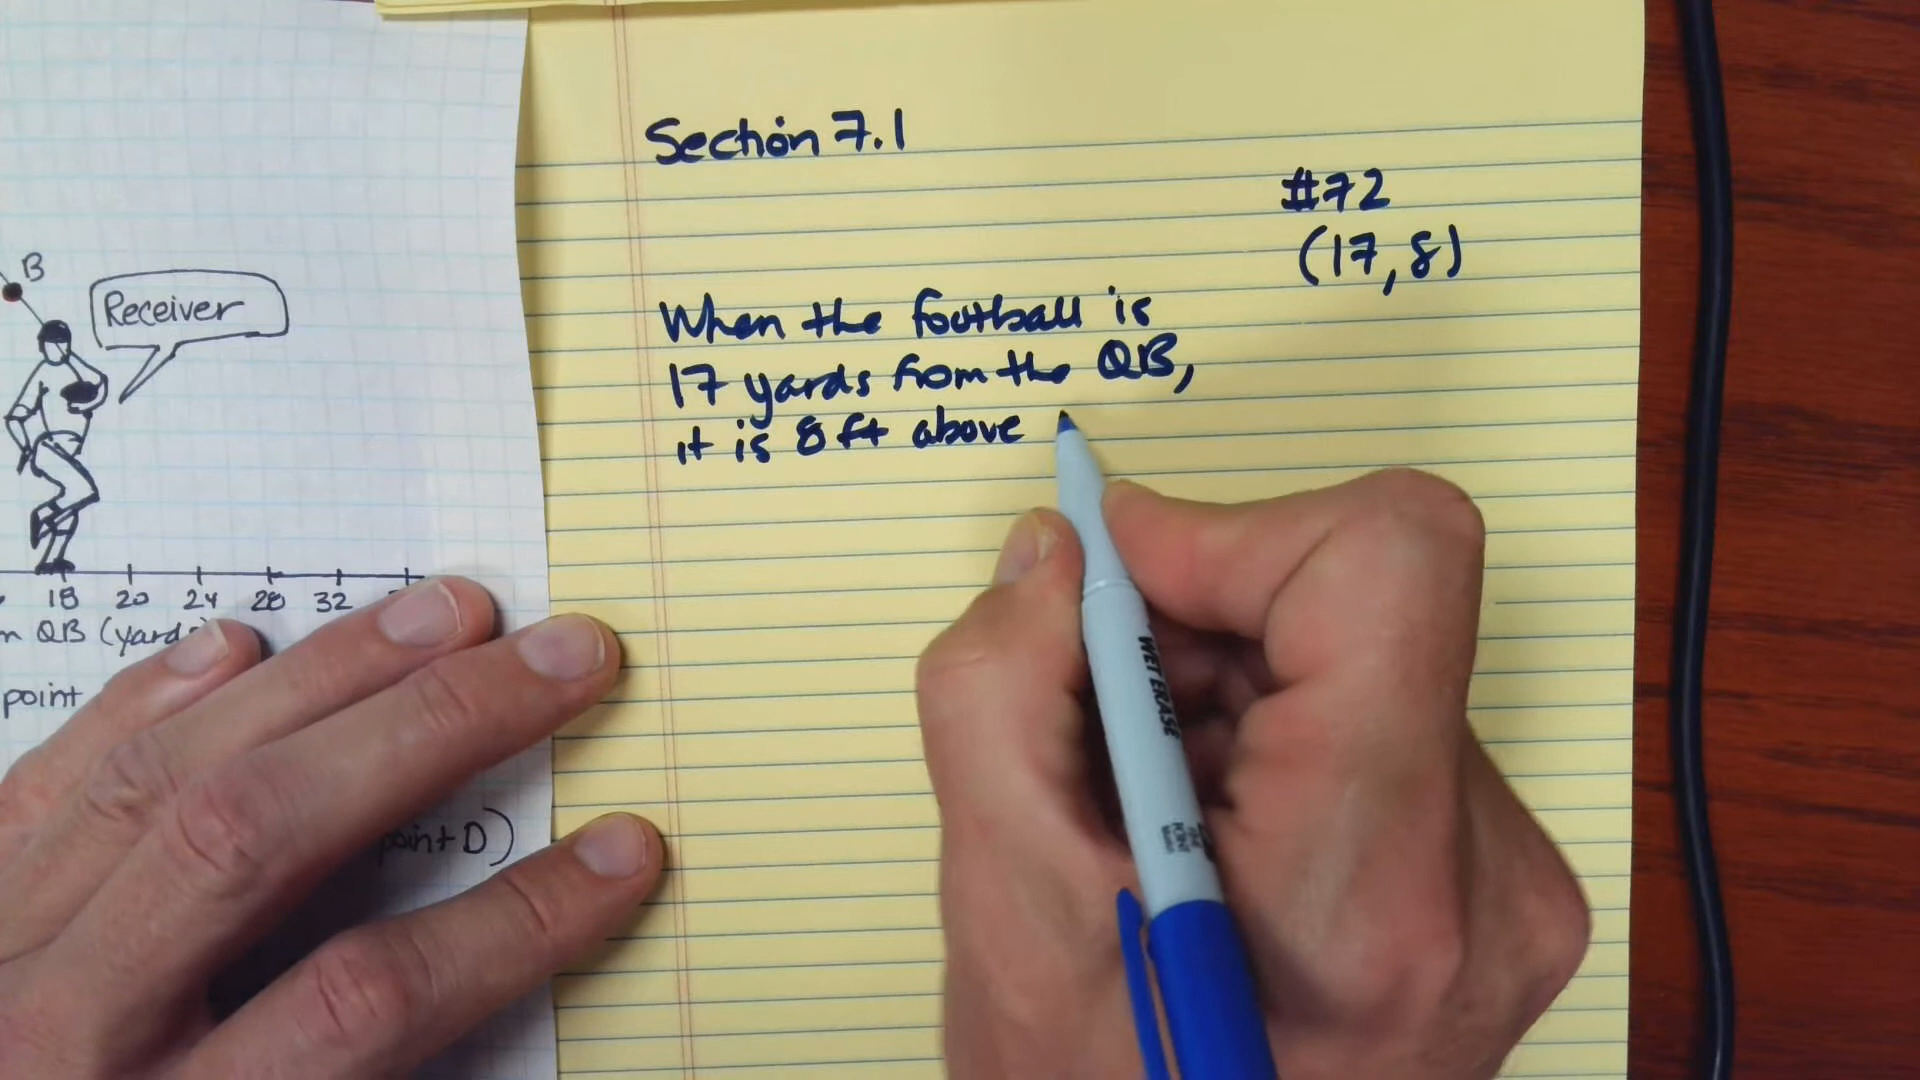 B
Receiver
18 20 24 28 32
QB (yards)
point
point D)
Section 7.1
#72
(17, 8)
When the football is
17 yards from the QB,
it is 8 ft above
WET ERASE